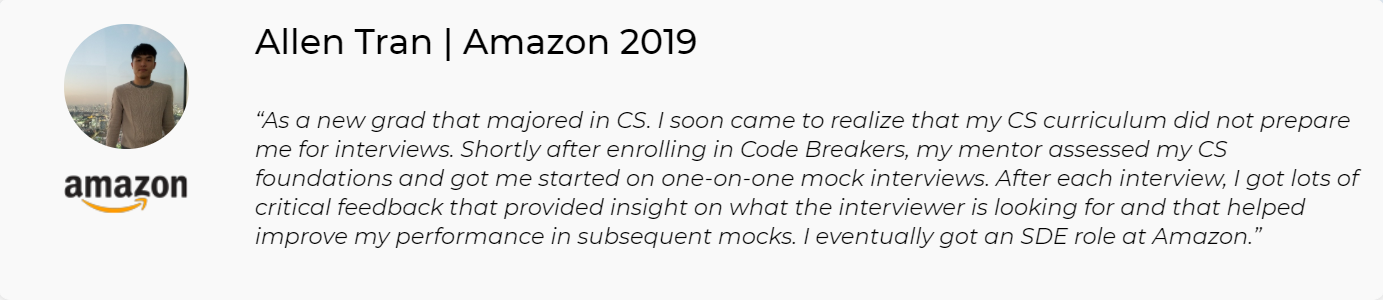 Allen Tran | Amazon 2019
“As a new grad that majored in CS. I soon came to realize that my CS curriculum did not prepare
me for interviews. Shortly after enrolling in Code Breakers, my mentor assessed my CS
foundations and got me started on one-on-one mock interviews. After each interview, I got lots of
critical feedback that provided insight on what the interviewer is looking for and that helped
improve my performance in subsequent mocks. I eventually got an SDE role at Amazon.”
amazon